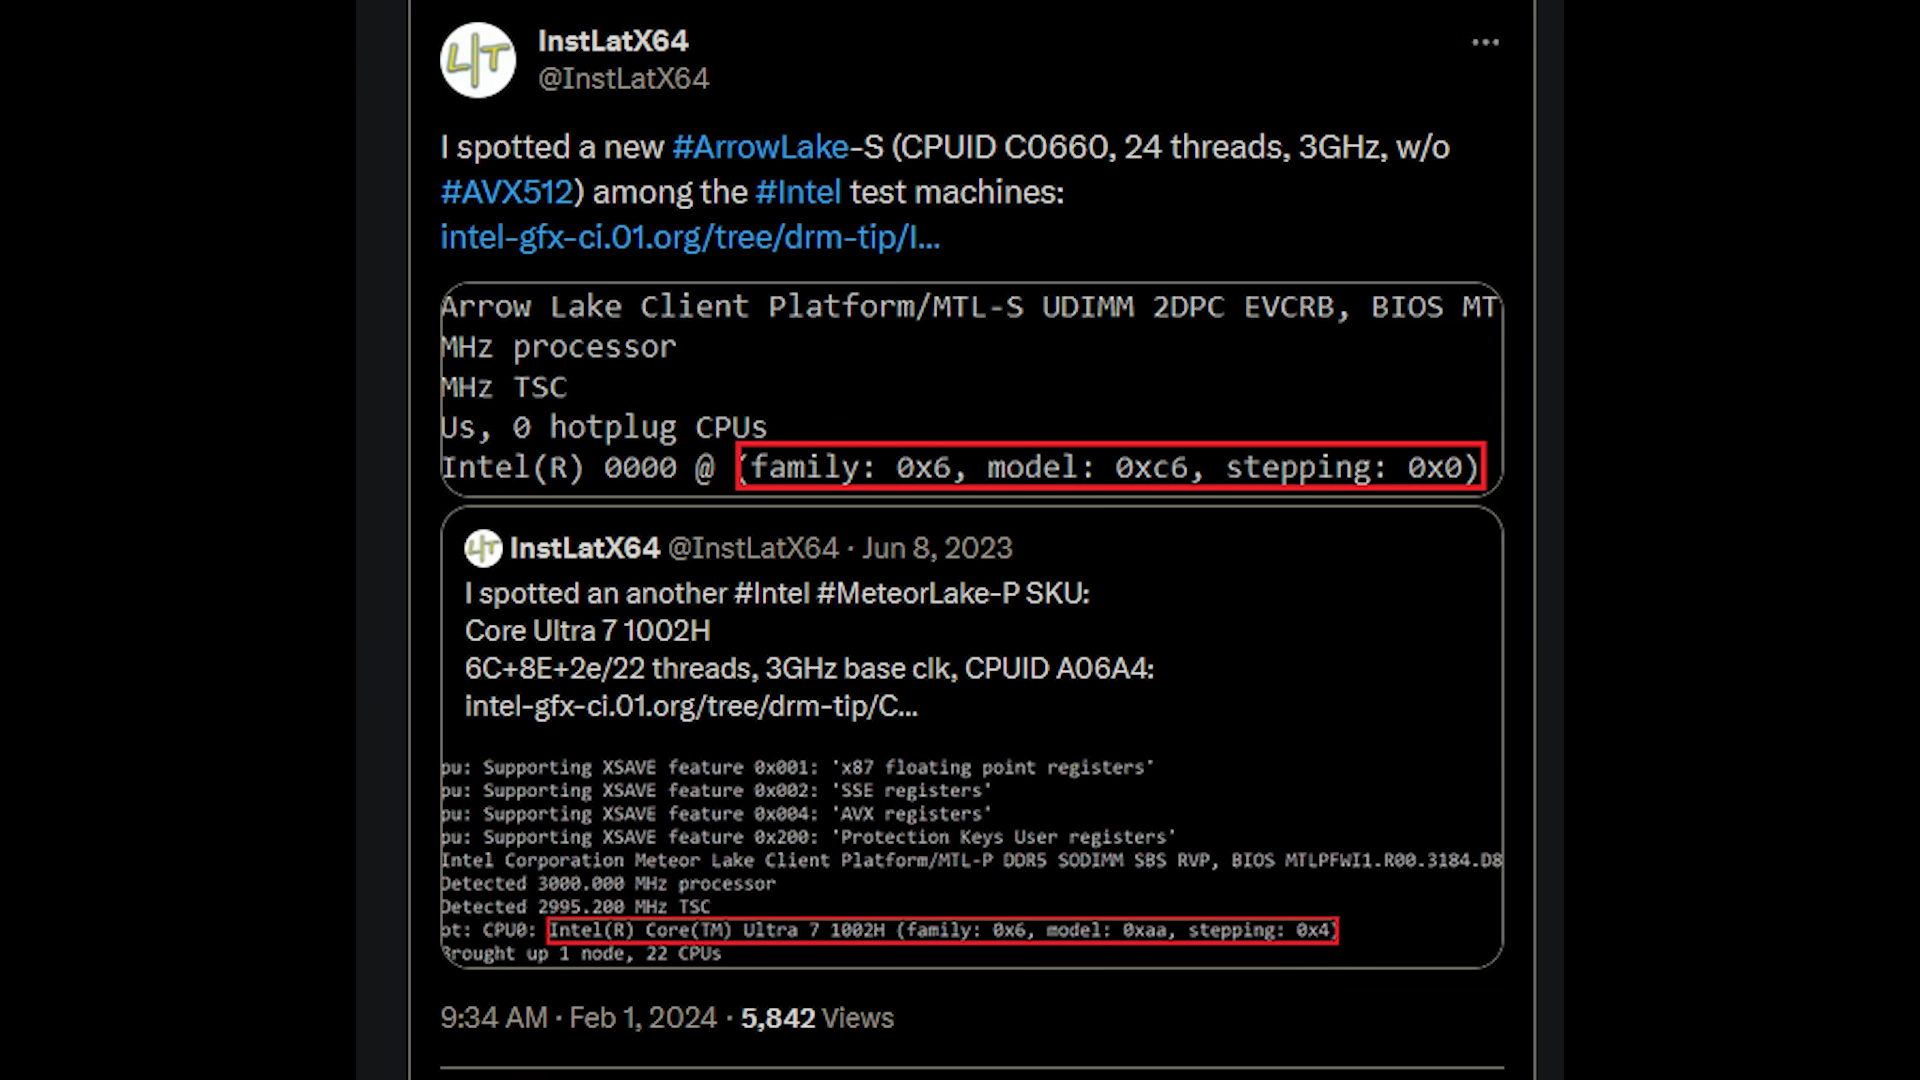 InstLatX64
@InstLatX64
I spotted a new #ArrowLake-S (CPUID C0660, 24 threads, 3GHz, w/o
#AVX512) among the #Intel test machines:
intel-gfx-ci.01.org/tree/drm-tip/I...
Arrow Lake Client Platform/MTL-S UDIMM 2DPC EVCRB, BIOS MT
MHz processor
MHz TSC
Us, 0 hotplug CPUs
Intel(R) 0000 @ (family: 0x6, model: 0xc6, stepping: 0x0)
InstLatX64 @InstLatX64 · Jun 8, 2023
I spotted an another #Intel #MeteorLake-P SKU:
Core Ultra 7 1002H
6C+8E+2e/22 threads, 3GHz base clk, CPUID A06A4:
intel-gfx-ci.01.org/tree/drm-tip/C...
pu: Supporting XSAVE feature 0x001: 'x87 floating point registers'
pu: Supporting XSAVE feature 0x002: 'SSE registers'
pu: Supporting XSAVE feature 0x004: 'AVX registers'
pu: Supporting XSAVE feature 0x200: 'Protection Keys User registers'
Intel Corporation Meteor Lake Client Platform/MTL-P DDR5 SODIMM SBS RVP, BIOS MTLPFWI1.R00.3184.D8
Detected 3000.000 MHz processor
Detected 2995.200 MHz TSC
pt: CPU0: Intel(R) Core(TM) Ultra 7 1002H (family: 0x6, model: 0xaa, stepping: 0x4)
Brought up 1 node, 22 CPUs
9:34 AM · Feb 1, 2024 · 5,842 Views